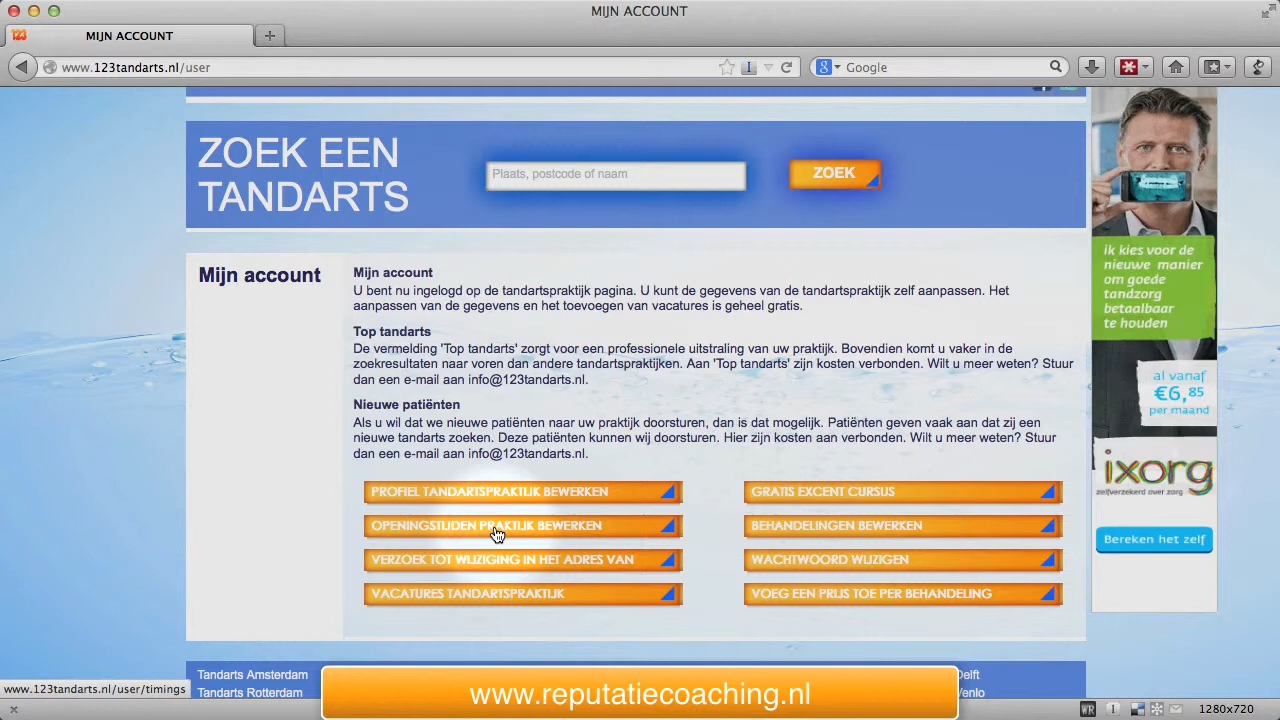 MIJN ACCOUNT
123 MIJN ACCOUNT
www.123tandarts.nl/user
Google
ZOEK EEN
TANDARTS
Plaats, postcode of naam
ZOEK
Mijn account
Mijn account
U bent nu ingelogd op de tandartspraktijk pagina. U kunt de gegevens van de tandartspraktijk zelf aanpassen. Het
aanpassen van de gegevens en het toevoegen van vacatures is geheel gratis.
Top tandarts
De vermelding 'Top tandarts' zorgt voor een professionele uitstraling van uw praktijk. Bovendien komt u vaker in de
zoekresultaten naar voren dan andere tandartspraktijken. Aan 'Top tandarts' zijn kosten verbonden. Wilt u meer weten? Stuur
dan een e-mail aan info@123tandarts.nl.
Nieuwe patiënten
Als u wil dat we nieuwe patiënten naar uw praktijk doorsturen, dan is dat mogelijk. Patiënten geven vaak aan dat zij een
nieuwe tandarts zoeken. Deze patiënten kunnen wij doorsturen. Hier zijn kosten aan verbonden. Wilt u meer weten? Stuur
dan een e-mail aan info@123tandarts.nl.
PROFIEL TANDARTSPRAKTIJK BEWERKEN
GRATIS EXCENT CURSUS
OPENINGSTIJDEN PRAKTIJK BEWERKEN
BEHANDELINGEN BEWERKEN
VERZOEK TOT WIJZIGING IN HET ADRES VAN
WACHTWOORD WIJZIGEN
VACATURES TANDARTSPRAKTIJK
VOEG EEN PRIJS TOE PER BEHANDELING
ik kies voor de
nieuwe manier
om goede
tandzorg
betaalbaar
te houden
al vanaf
€6,85
per maand
ixorg
zelfverzekerd over zorg
Bereken het zelf
Tandarts Amsterdam
Delft
Tandarts Rotterdam
Venlo
www.123tandarts.nl/user/timings
www.reputatiecoaching.nl
WR
1280x720